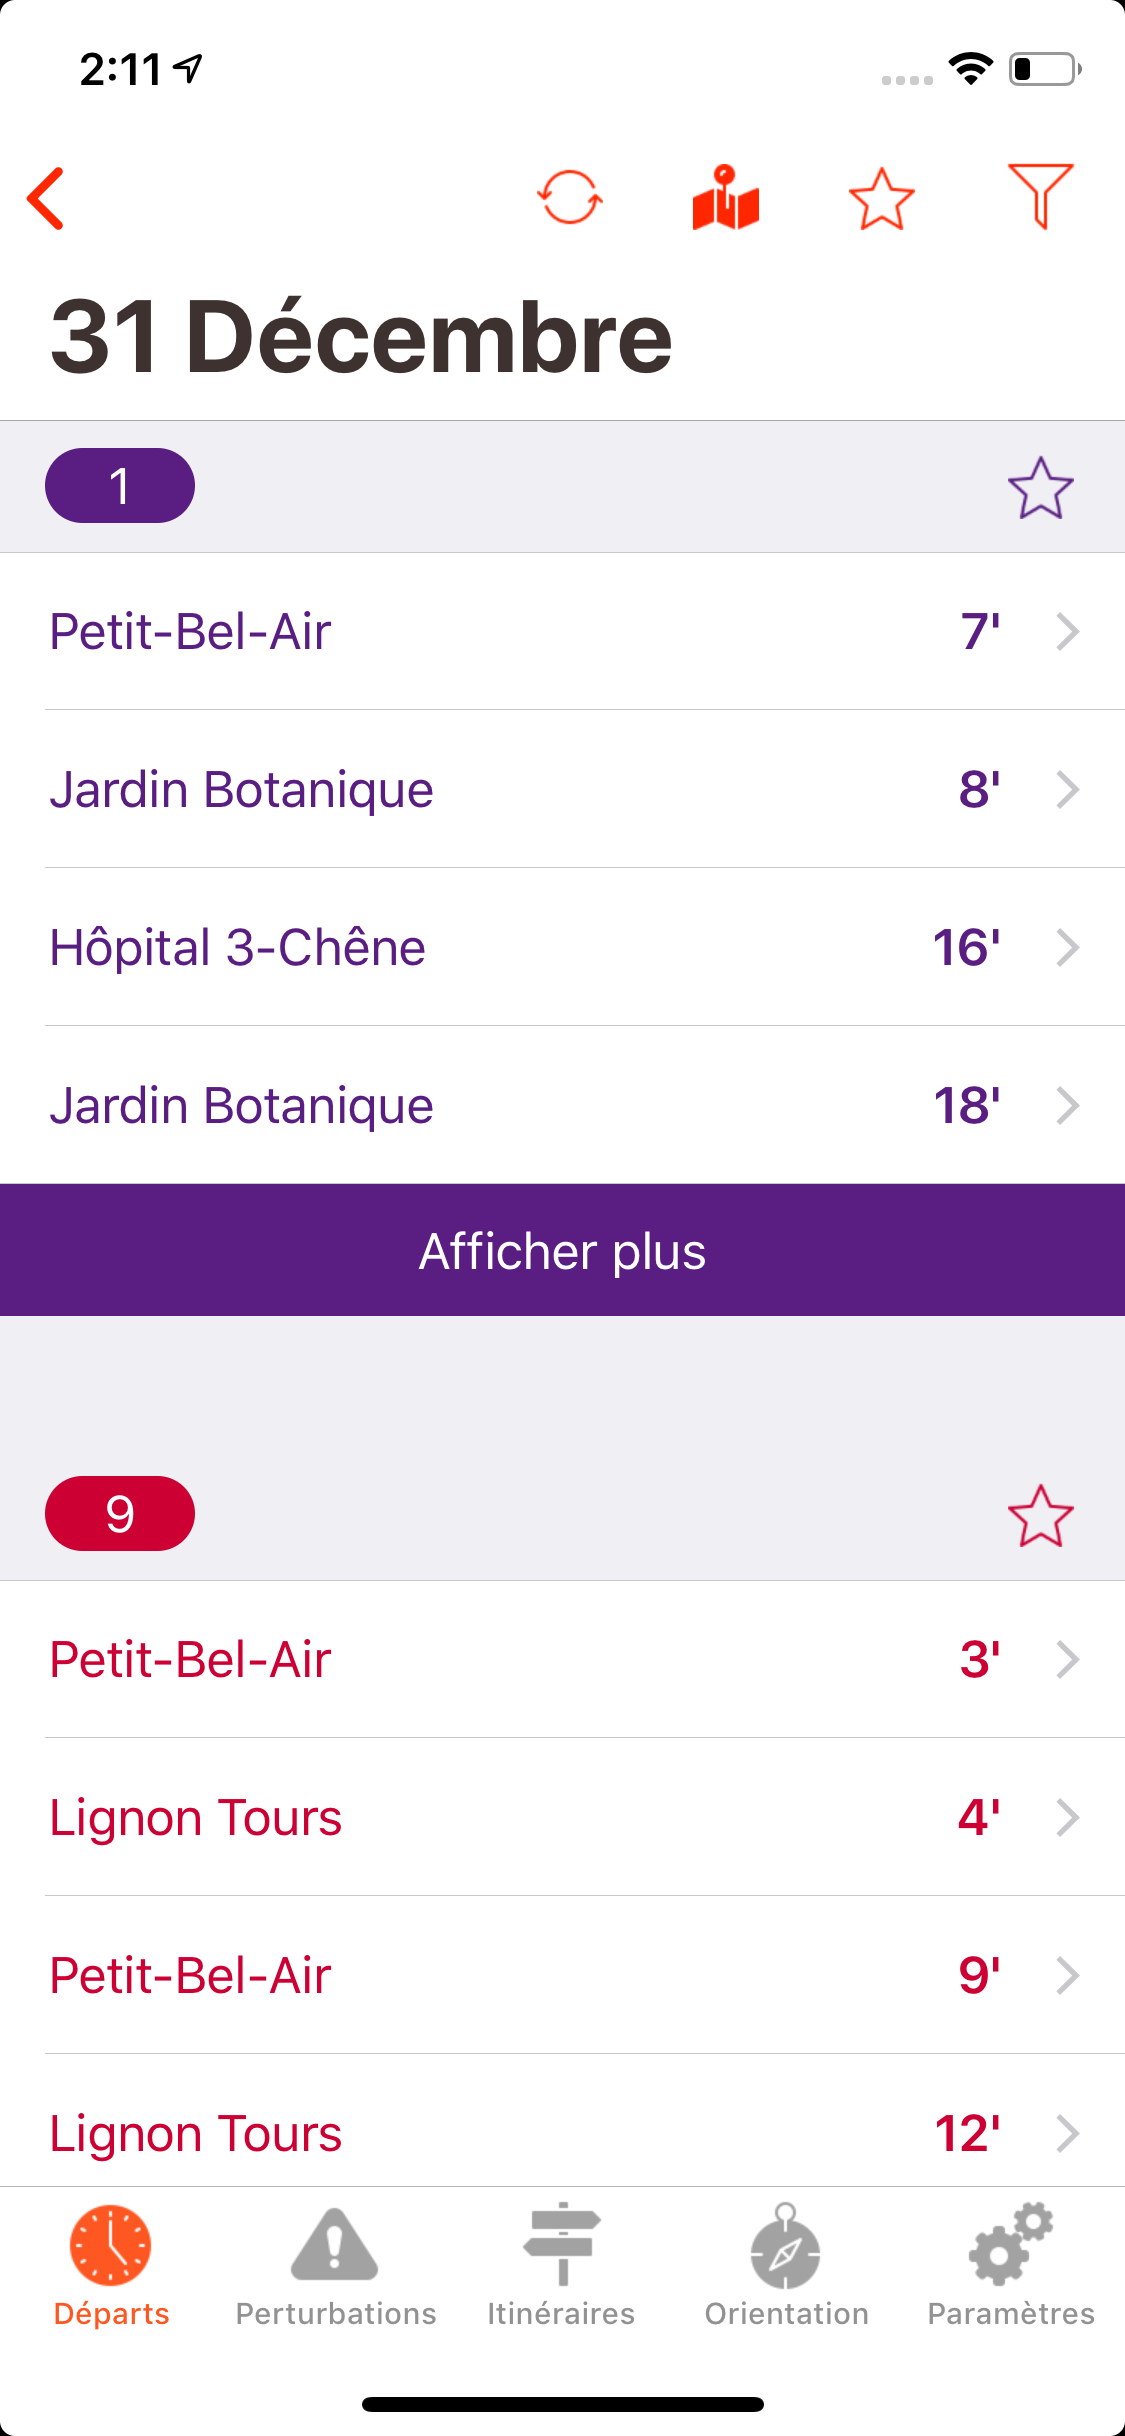 2:11
31 Décembre
1
Petit-Bel-Air 7'
Jardin Botanique 8'
Hôpital 3-Chêne 16'
Jardin Botanique 18'
Afficher plus
9
Petit-Bel-Air 3'
Lignon Tours 4'
Petit-Bel-Air 9'
Lignon Tours 12'
Départs Perturbations Itinéraires Orientation Paramètres